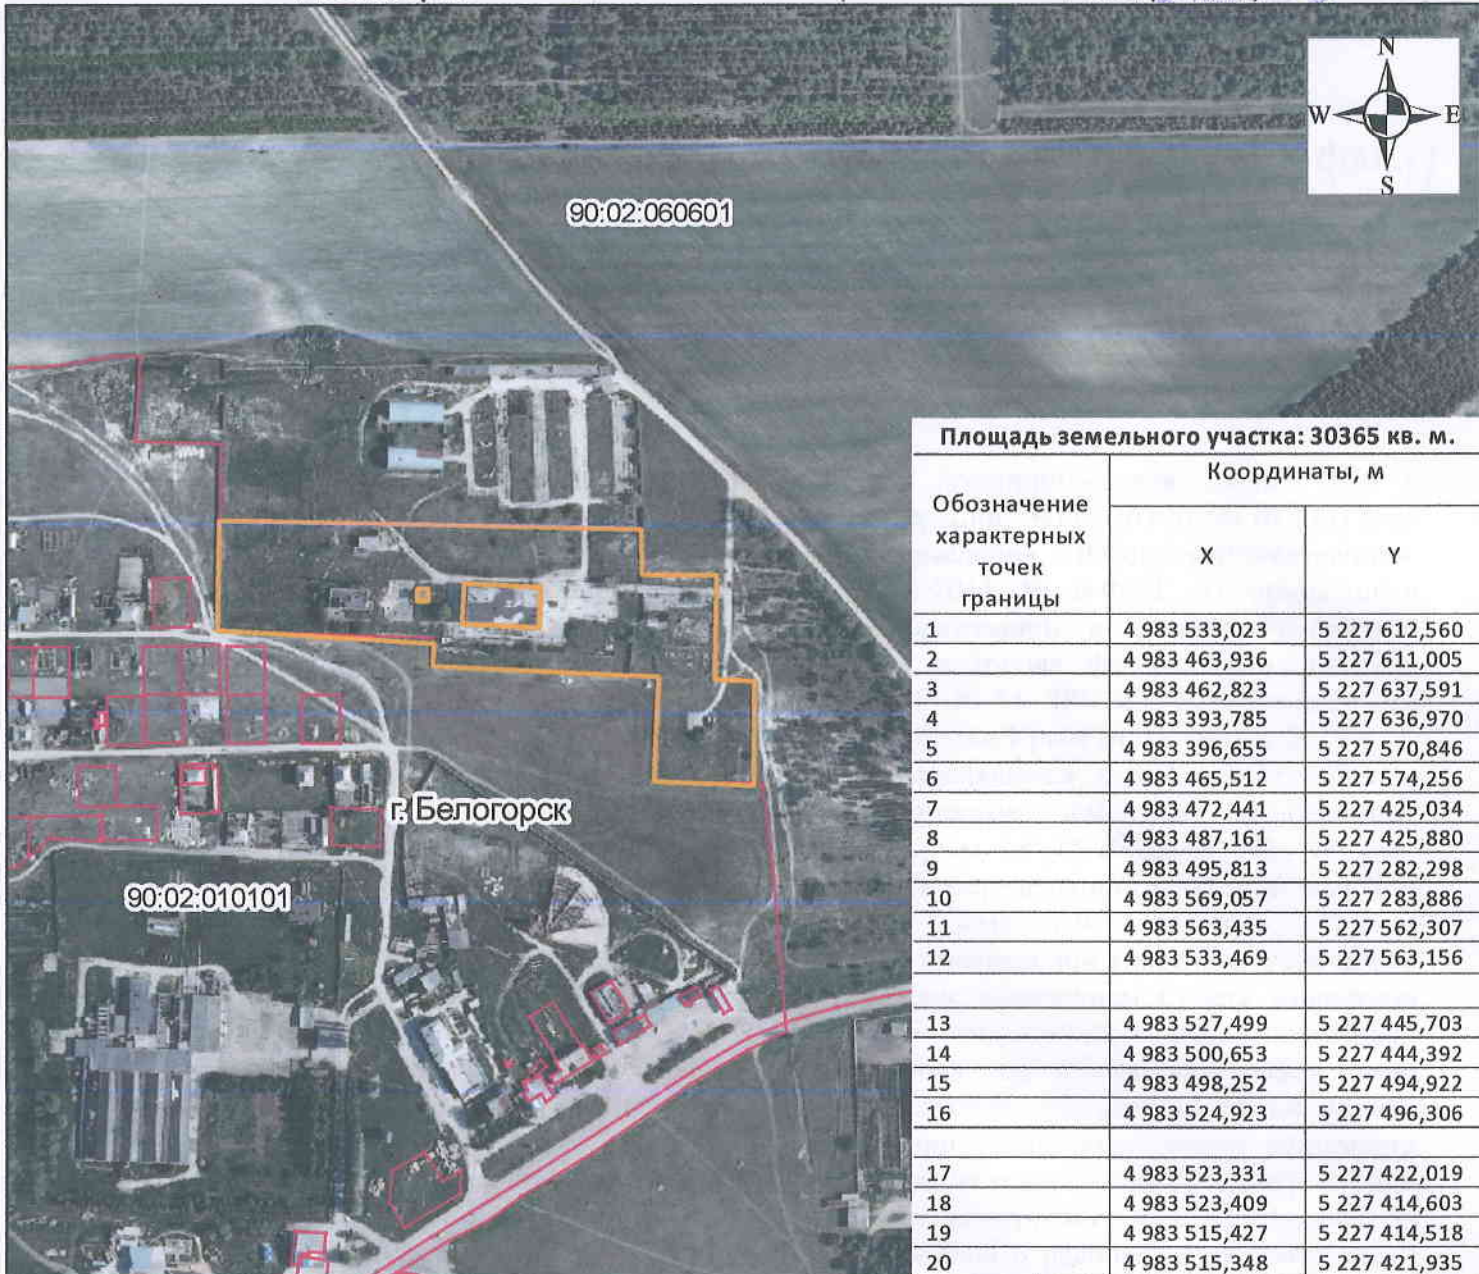 N
W E
S
90:02:060601
г. Белогорск
90:02:010101
Площадь земельного участка: 30365 кв. м.
Обозначение характерных точек границы
Координаты, м
X Y
1 4 983 533,023 5 227 612,560
2 4 983 463,936 5 227 611,005
3 4 983 462,823 5 227 637,591
4 4 983 393,785 5 227 636,970
5 4 983 396,655 5 227 570,846
6 4 983 465,512 5 227 574,256
7 4 983 472,441 5 227 425,034
8 4 983 487,161 5 227 425,880
9 4 983 495,813 5 227 282,298
10 4 983 569,057 5 227 283,886
11 4 983 563,435 5 227 562,307
12 4 983 533,469 5 227 563,156
13 4 983 527,499 5 227 445,703
14 4 983 500,653 5 227 444,392
15 4 983 498,252 5 227 494,922
16 4 983 524,923 5 227 496,306
17 4 983 523,331 5 227 422,019
18 4 983 523,409 5 227 414,603
19 4 983 515,427 5 227 414,518
20 4 983 515,348 5 227 421,935